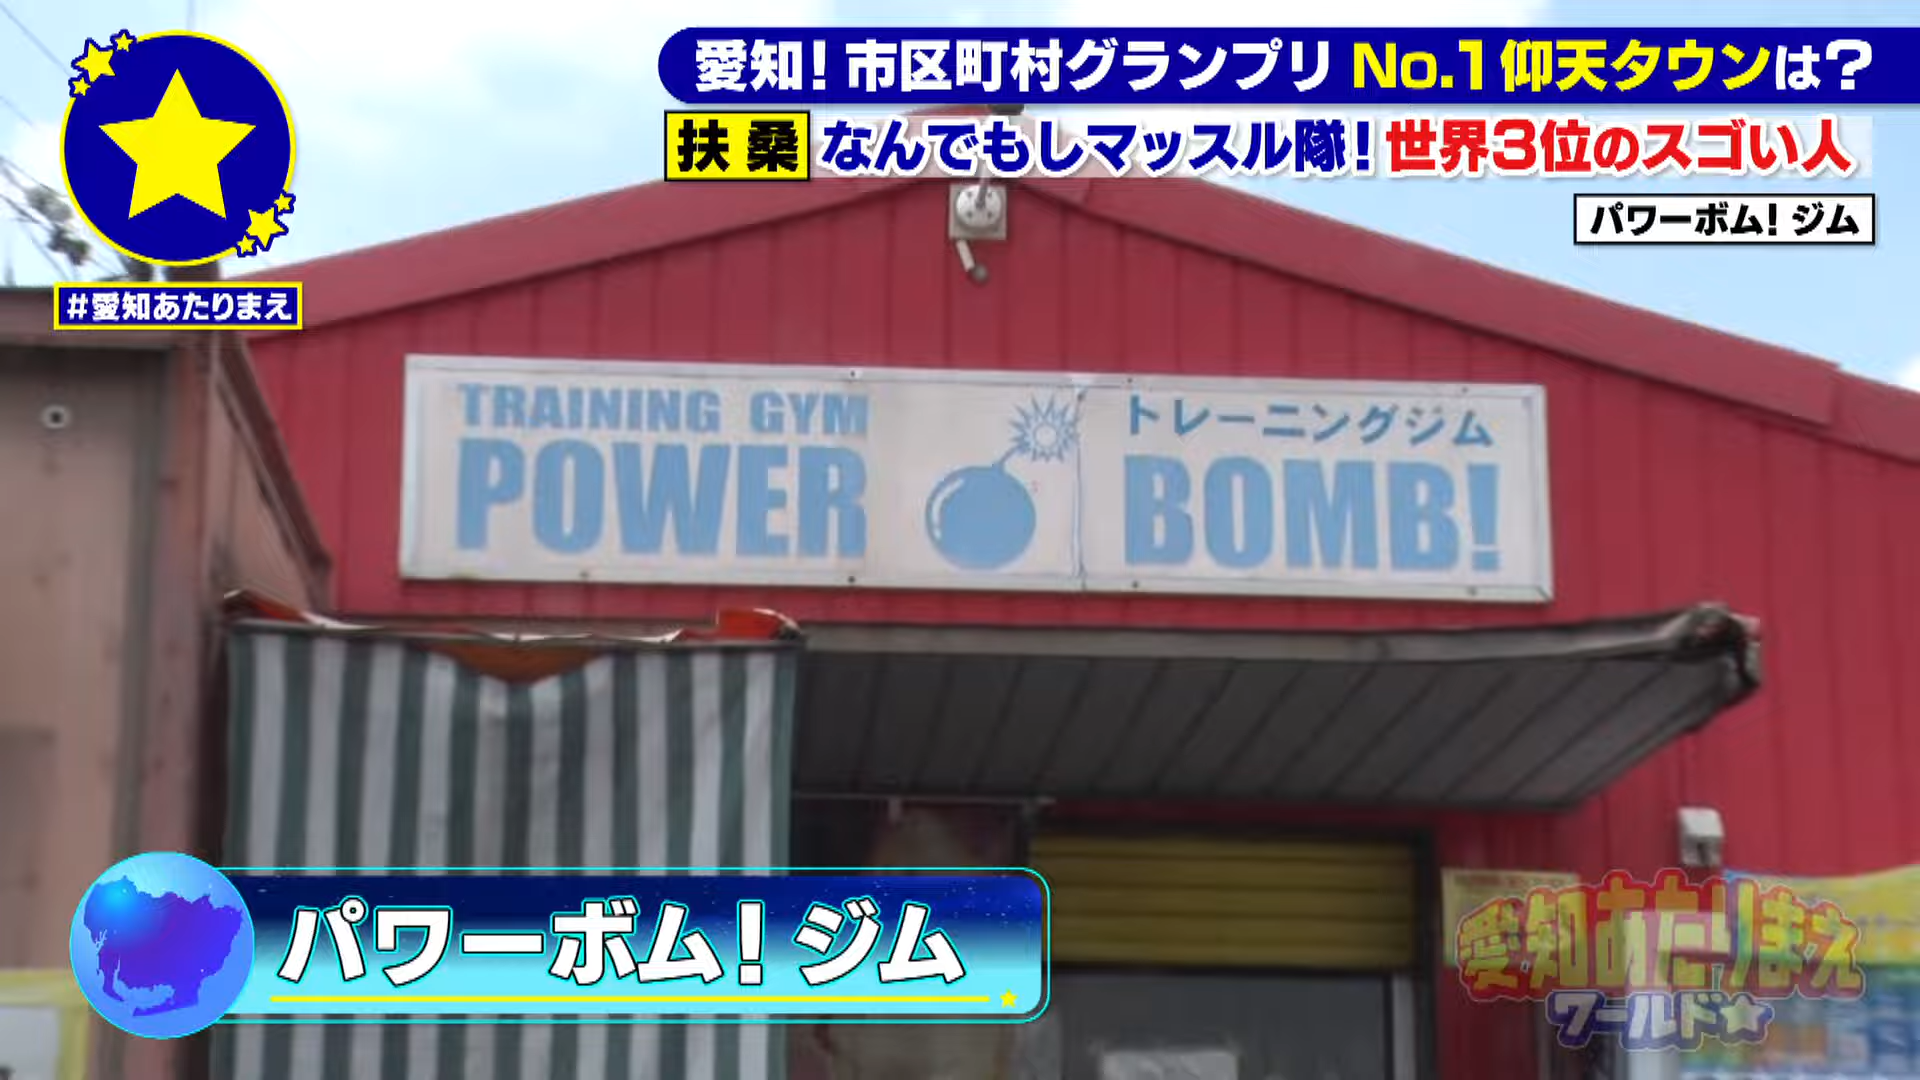 愛知!市区町村グランプリ No.1仰天タウンは?
扶桑 なんでもしマッスル隊!世界3位のスゴい人
パワーボム!ジム
#愛知あたりまえ
TRAINING GYM
POWER
トレーニングジム
BOMB!
パワーボム!ジム
愛知あたりまえ
ワールド☆